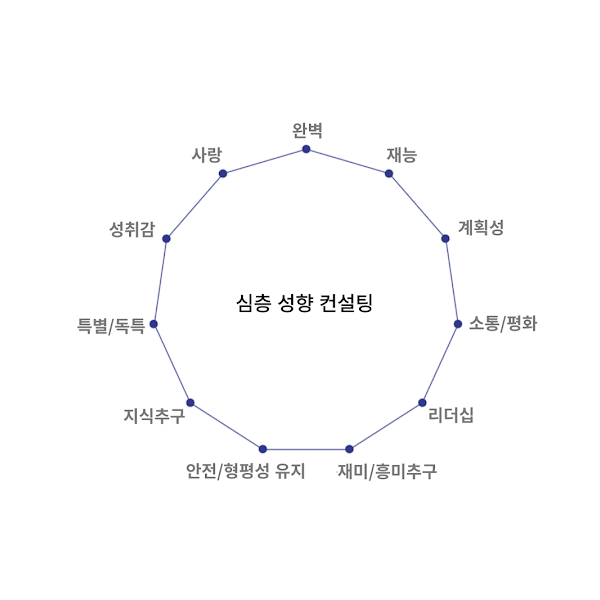 완벽
사랑
재능
성취감
계획성
심층 성향 컨설팅
특별/독특
소통/평화
지식추구
리더십
안전/형평성 유지
재미/흥미추구